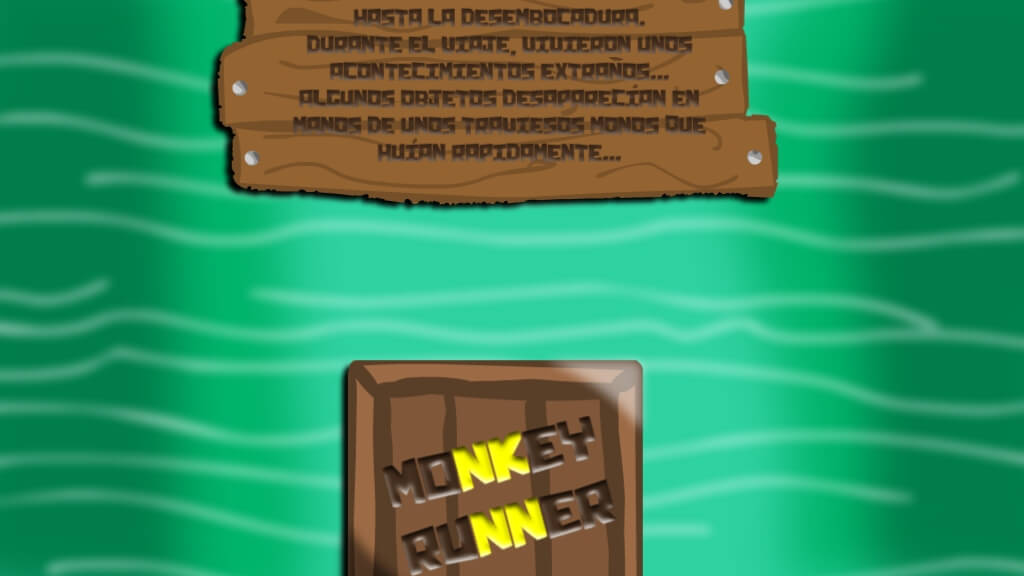 HASTA LA DESEMBOCADURA.
DURANTE EL VIAJE, VIVIERON UNOS
ACONTECIMIENTOS EXTRAÑOS...
ALGUNOS OBJETOS DESAPARECÍAN EN
MANOS DE UNOS TRAVIESOS MONOS QUE
HUÍAN RAPIDAMENTE...
MONKEY
RUNNER